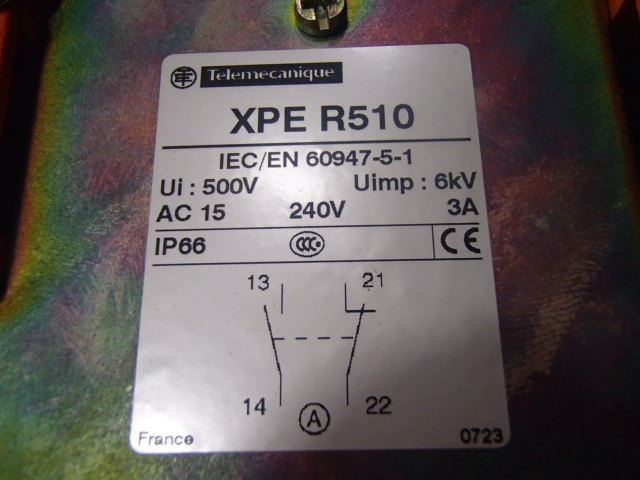 Telemecanique
XPE R510
IEC/EN 60947-5-1
Ui : 500V Uimp : 6kV
AC 15 240V 3A
IP66 CCC CE
13 21
14 A 22
France 0723